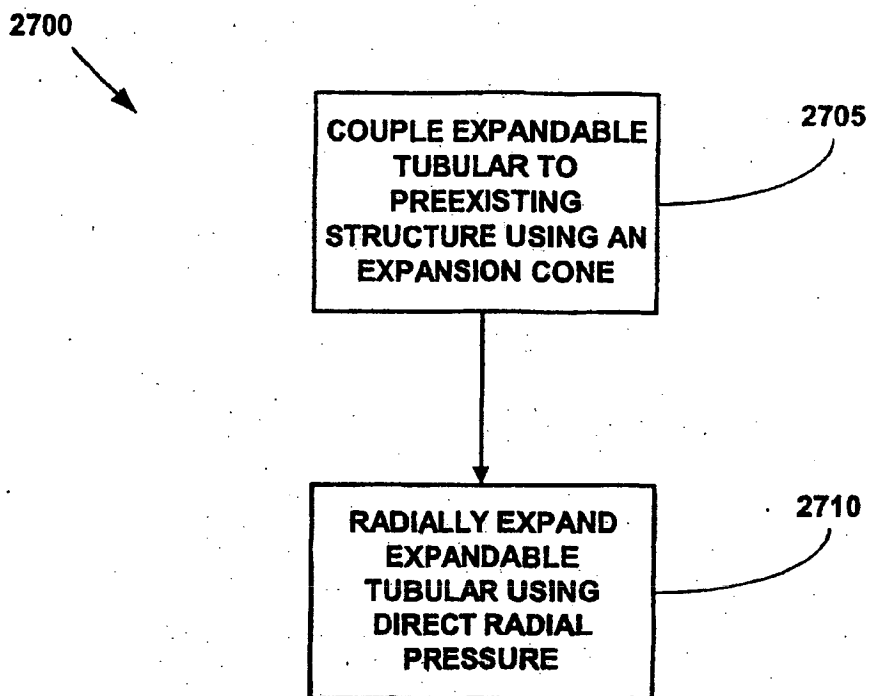 2700
COUPLE EXPANDABLE
TUBULAR TO
PREEXISTING
STRUCTURE USING AN
EXPANSION CONE
2705
RADIALLY EXPAND
EXPANDABLE
TUBULAR USING
DIRECT RADIAL
PRESSURE
2710